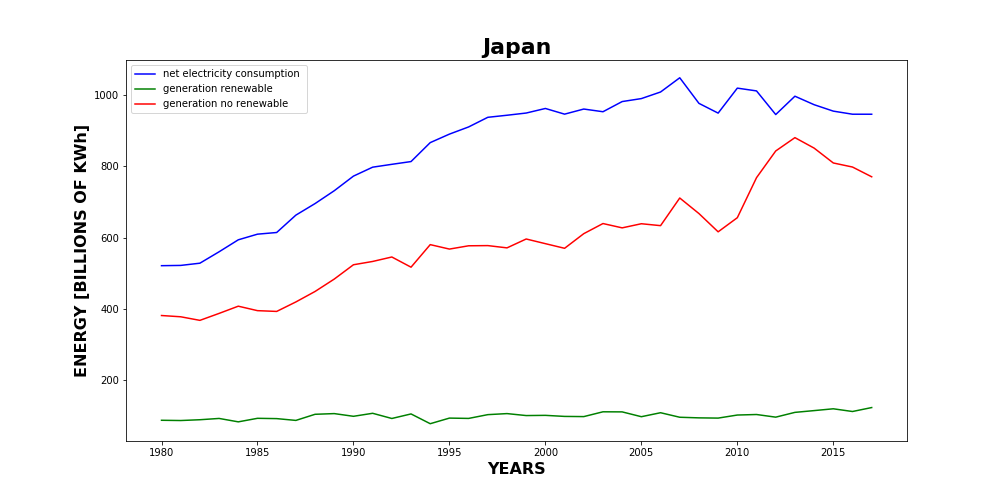 Japan
net electricity consumption
generation renewable
generation no renewable
ENERGY [BILLIONS OF KWh]
1000
800
600
400
200
1980 1985 1990 1995 2000 2005 2010 2015
YEARS